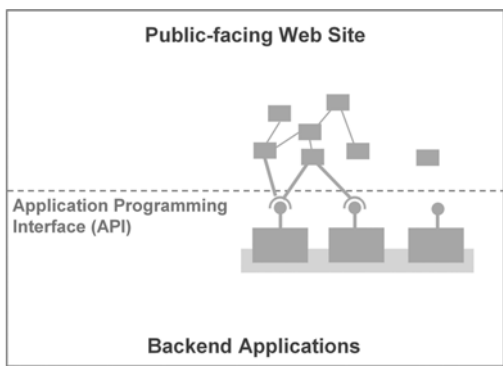 Public-facing Web Site
Application Programming
Interface (API)
Backend Applications